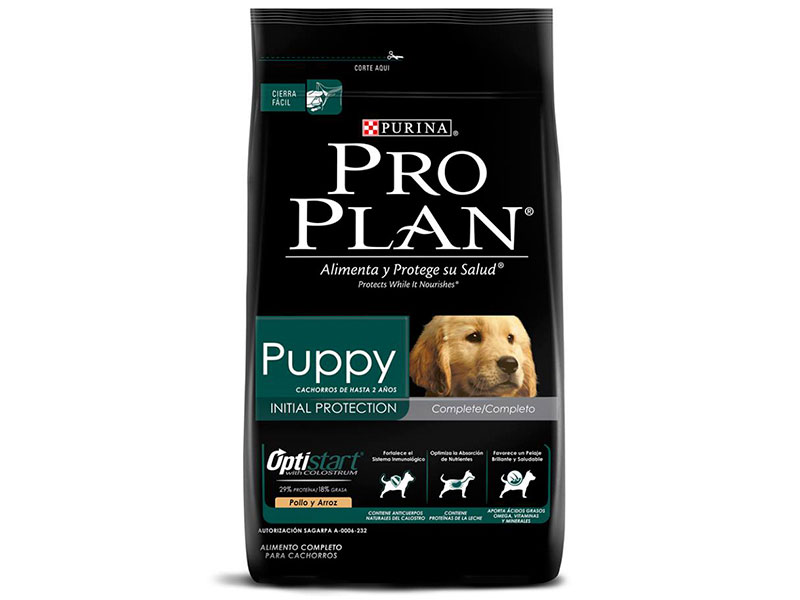 CORTE AQUI
CIERRA
FÁCIL
PURINA®
PRO
PLAN®
Alimenta y Protege su Salud®
Protects While It Nourishes®
Puppy
CACHORROS DE HASTA 2 AÑOS
INITIAL PROTECTION
Complete/Completo
Optistart®
with COLOSTRUM
29% PROTEÍNA/18% GRASA
Pollo y Arroz
Fortalece el
Sistema Inmunológico
CONTIENE ANTICUERPOS
NATURALES DEL CALOSTRO
Optimiza la Absorción
de Nutrientes
CONTIENE
PROTEÍNAS DE LA LECHE
Favorece un Pelaje
Brillante y Saludable
APORTA ÁCIDOS GRASOS
OMEGA, VITAMINAS
Y MINERALES
AUTORIZACIÓN SAGARPA A-0006-232
ALIMENTO COMPLETO
PARA CACHORROS